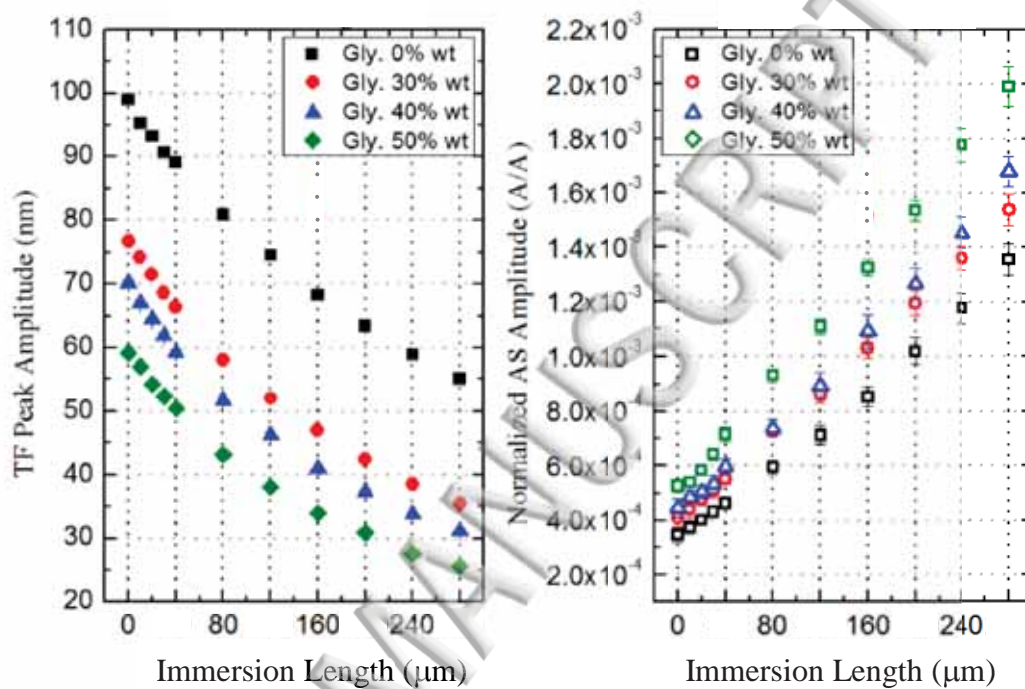 110
100
90
80
70
60
50
40
30
20
TF Peak Amplitude (nm)
Gly. 0% wt
Gly. 30% wt
Gly. 40% wt
Gly. 50% wt
0 80 160 240
Immersion Length (μm)
2.2x10⁻³
2.0x10⁻³
1.8x10⁻³
1.6x10⁻³
1.4x10⁻³
1.2x10⁻³
1.0x10⁻³
8.0x10⁻⁴
6.0x10⁻⁴
4.0x10⁻⁴
2.0x10⁻⁴
Normalized AS Amplitude (A/A)
Gly. 0% wt
Gly. 30% wt
Gly. 40% wt
Gly. 50% wt
0 80 160 240
Immersion Length (μm)
MANUSCRIPT